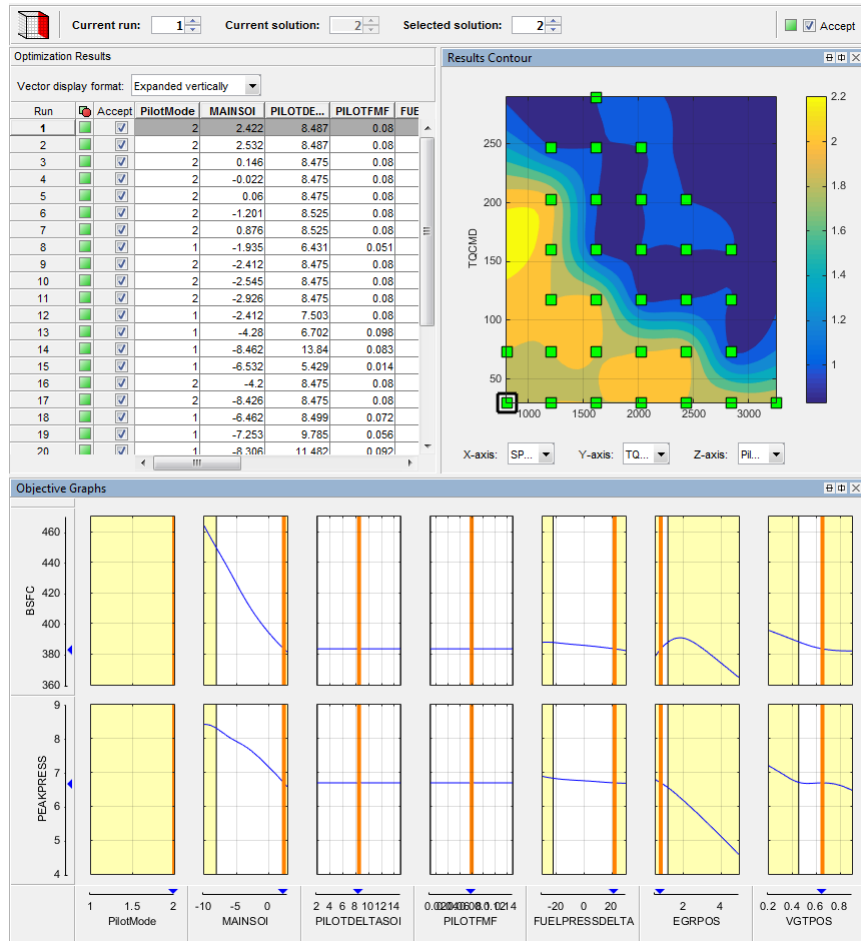 Current run: 1 Current solution: 2 Selected solution: 2 Accept
Optimization Results
Vector display format: Expanded vertically
Run Accept PilotMode MAINSOI PILOTDE... PILOTFMF FUE
1 2 2.422 8.487 0.08
2 2 2.532 8.487 0.08
3 2 0.146 8.475 0.08
4 2 -0.022 8.475 0.08
5 2 0.06 8.475 0.08
6 2 -1.201 8.525 0.08
7 2 0.876 8.525 0.08
8 1 -1.935 6.431 0.051
9 2 -2.412 8.475 0.08
10 2 -2.545 8.475 0.08
11 2 -2.926 8.475 0.08
12 1 -2.412 7.503 0.08
13 1 -4.28 6.702 0.098
14 1 -8.462 13.84 0.083
15 1 -6.532 5.429 0.014
16 2 -4.2 8.475 0.08
17 2 -8.426 8.475 0.08
18 1 -6.462 8.499 0.072
19 1 -7.253 9.785 0.056
20 1 -8.306 11.482 0.092
Results Contour
250
200
150
100
50
TQCMD
1000 1500 2000 2500 3000
2.2
2
1.8
1.6
1.4
1.2
1
X-axis: SP... Y-axis: TQ... Z-axis: Pil...
Objective Graphs
BSFC
460
440
420
400
380
360
PEAKPRESS
9
8
7
6
5
4
1 1.5 2 -10 -5 0 2 4 6 8 10 12 14 -20 0 20 2 4 0.2 0.4 0.6 0.8
PilotMode MAINSOI PILOTDELTASOI PILOTFMF FUELPRESSDELTA EGRPOS VGTPOS